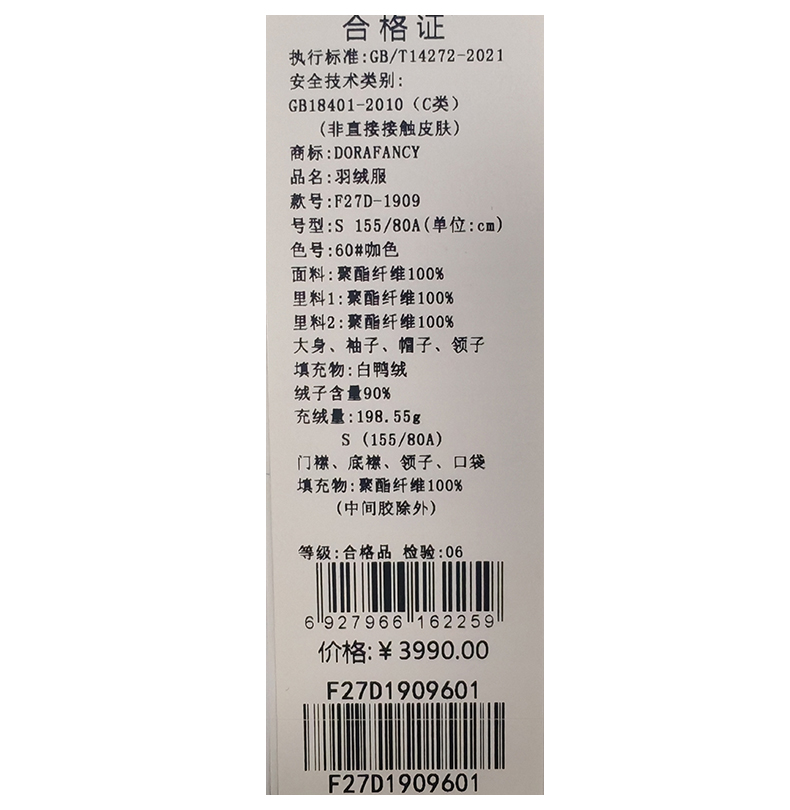 合格证
执行标准:GB/T14272-2021
安全技术类别:
GB18401-2010(C类)
(非直接接触皮肤)
商标:DORAFANCY
品名:羽绒服
款号:F27D-1909
号型:S 155/80A(单位:cm)
色号:60#咖色
面料:聚酯纤维100%
里料1:聚酯纤维100%
里料2:聚酯纤维100%
大身、袖子、帽子、领子
填充物:白鸭绒
绒子含量90%
充绒量:198.55g
S (155/80A)
门襟、底襟、领子、口袋
填充物:聚酯纤维100%
(中间胶除外)
等级:合格品 检验:06
6 927966 162259
价格:¥3990.00
F27D1909601
F27D1909601